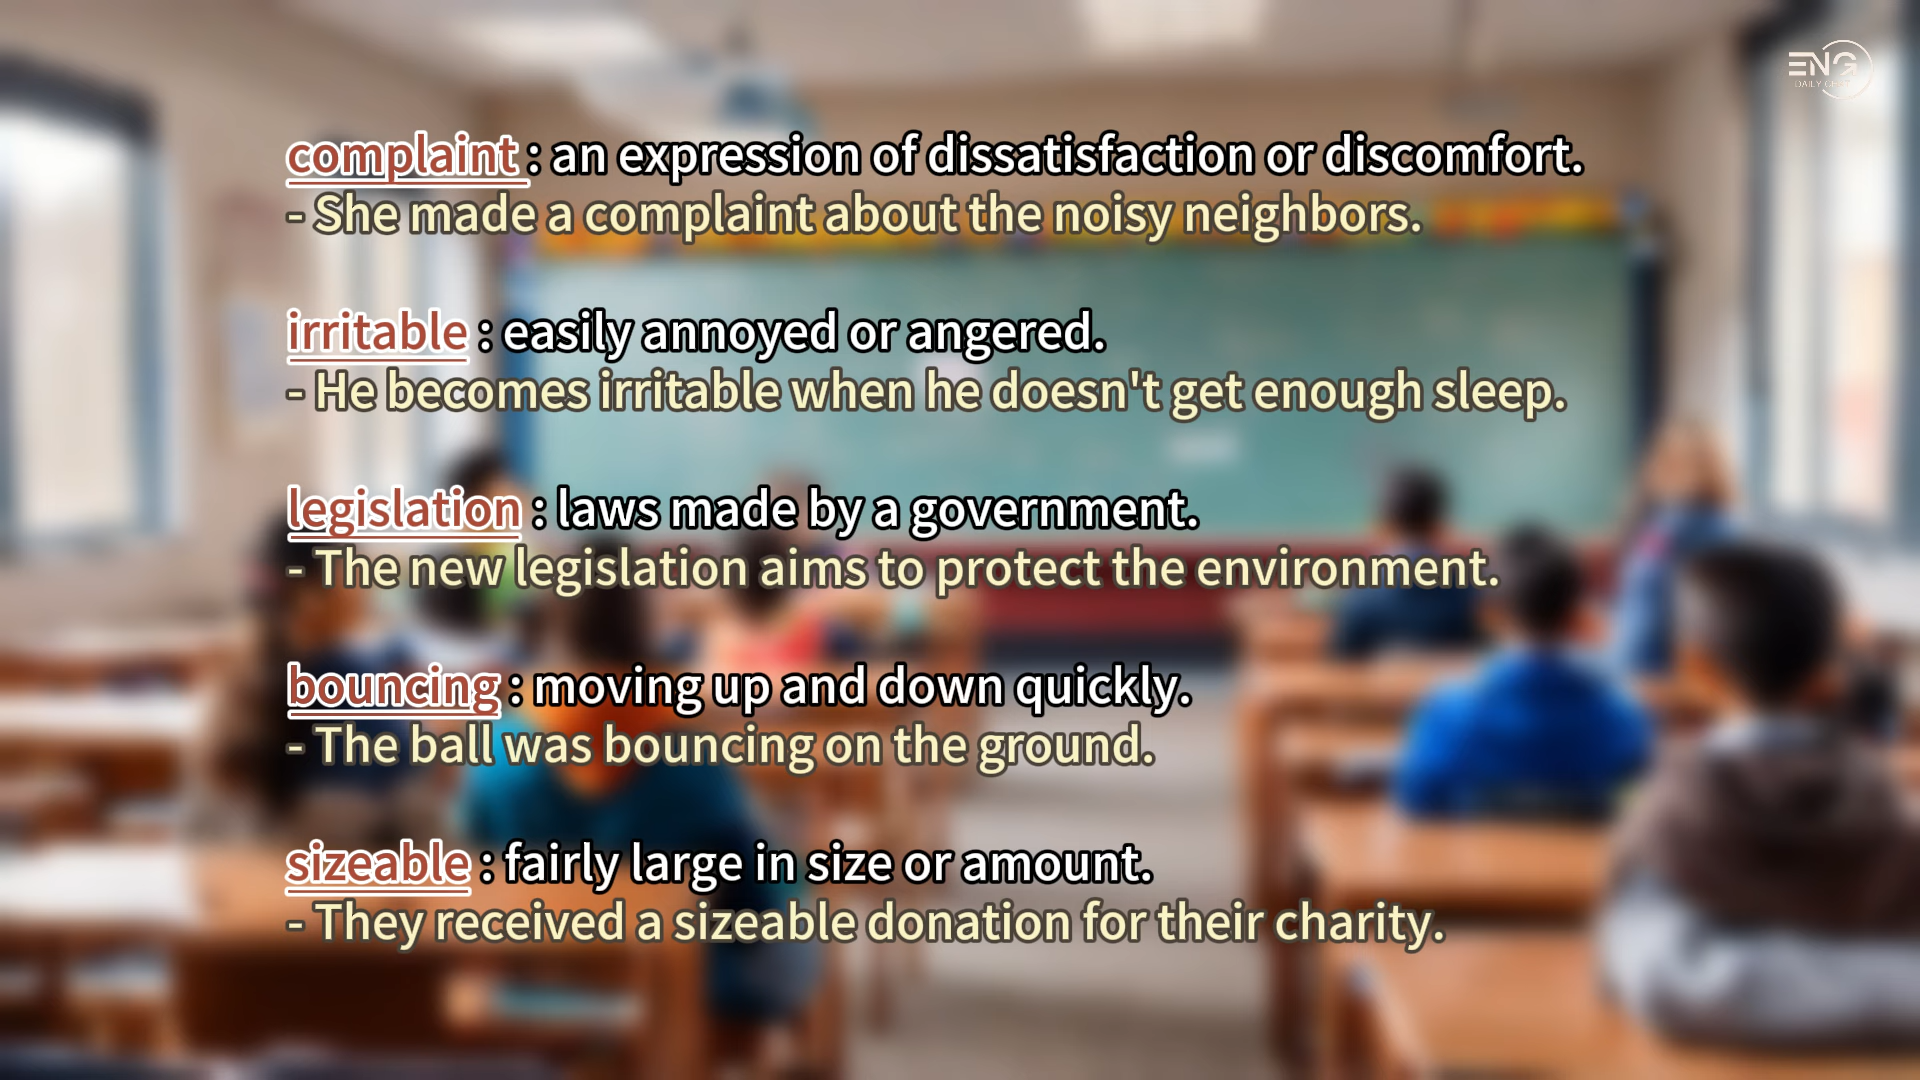 ENG
DAILY
complaint : an expression of dissatisfaction or discomfort.
- She made a complaint about the noisy neighbors.
irritable : easily annoyed or angered.
- He becomes irritable when he doesn't get enough sleep.
legislation : laws made by a government.
- The new legislation aims to protect the environment.
bouncing : moving up and down quickly.
- The ball was bouncing on the ground.
sizeable : fairly large in size or amount.
- They received a sizeable donation for their charity.